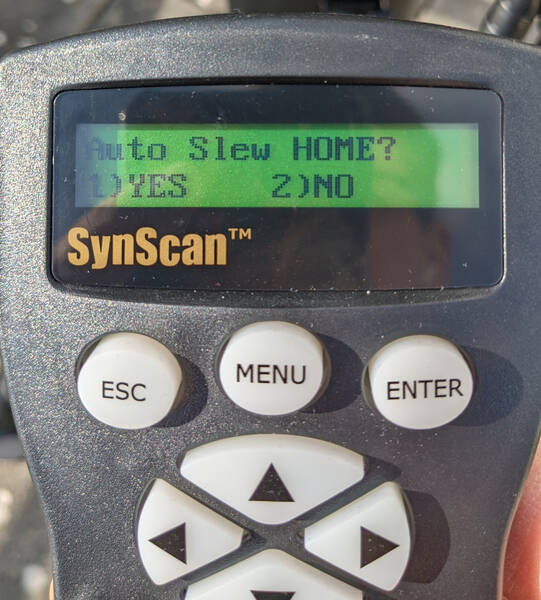 Auto Slew HOME?
1)YES 2)NO
SynScan™
ESC MENU ENTER